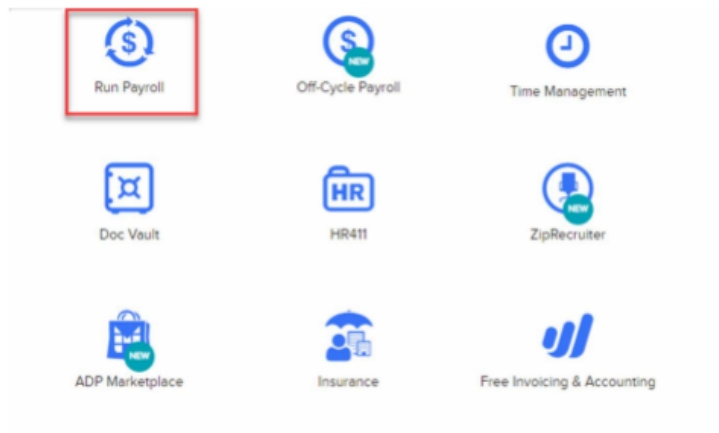 Run Payroll
NEW
Off-Cycle Payroll
Time Management
Doc Vault
HR
HR411
NEW
ZipRecruiter
NEW
ADP Marketplace
Insurance
Free Invoicing & Accounting